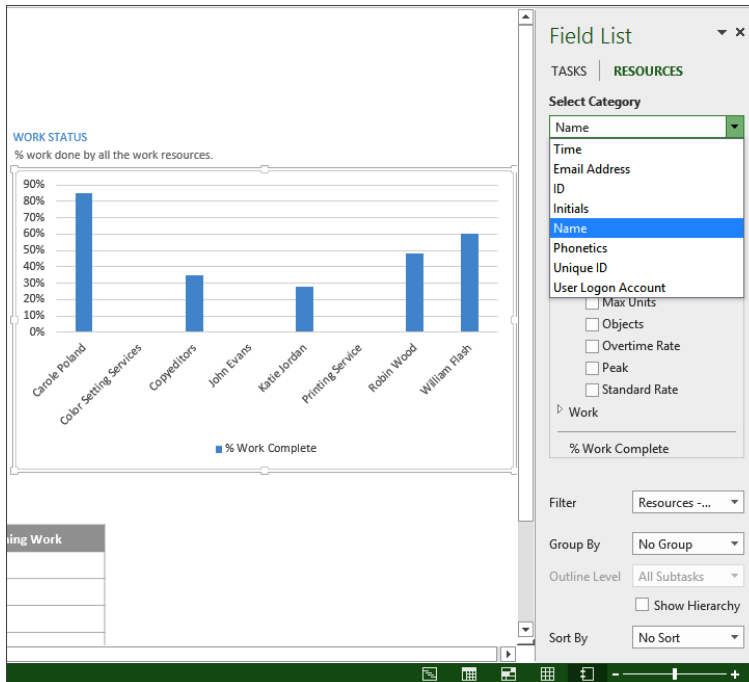 WORK STATUS
% work done by all the work resources.
90%
80%
70%
60%
50%
40%
30%
20%
10%
0%
Carole Poland
Color Setting Services
Copyeditors
John Evans
Katie Jordan
Printing Service
Robin Wood
William Flash
% Work Complete
ning Work
Field List
TASKS
RESOURCES
Select Category
Name
Time
Email Address
ID
Initials
Name
Phonetics
Unique ID
User Logon Account
Max Units
Objects
Overtime Rate
Peak
Standard Rate
Work
% Work Complete
Filter
Resources -...
Group By
No Group
Outline Level
All Subtasks
Show Hierarchy
Sort By
No Sort